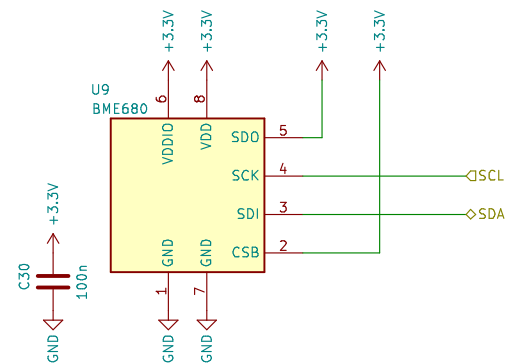 +3.3V
+3.3V
+3.3V
+3.3V
U9
BME680
6
8
VDDIO
VDD
SDO
5
SCK
4
SCL
SDI
3
SDA
CSB
2
GND
GND
1
7
GND
GND
+3.3V
C30
100n
GND